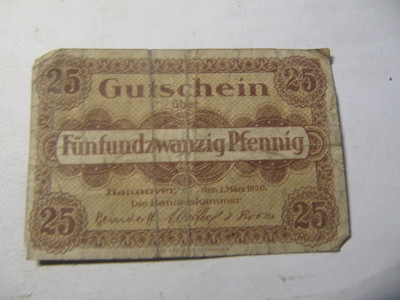 25 Gutschein 25
über
Fünfundzwanzig Pfennig
Hannover, den 1. März 1920.
Die Handelskammer
25 25